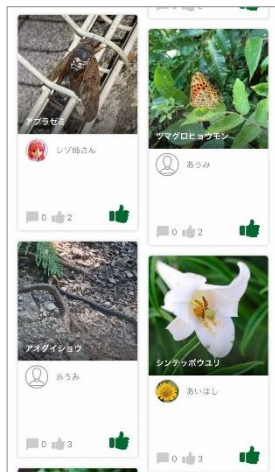 アブラゼミ
レゾ姉さん
0 2
ツマグロヒョウモン
あうみ
0 2
アオダイショウ
あうみ
0 3
シンテッポウユリ
あいはし
0 3